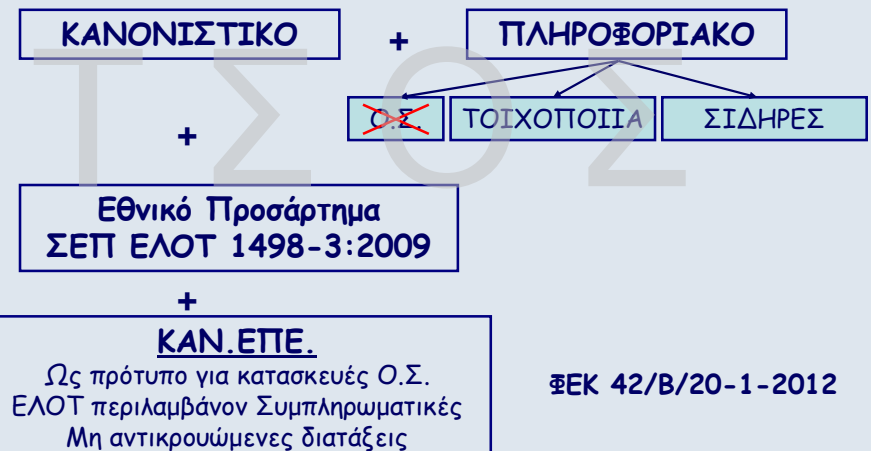 ΚΑΝΟΝΙΣΤΙΚΟ + ΠΛΗΡΟΦΟΡΙΑΚΟ
Ο.Σ. ΤΟΙΧΟΠΟΙΙΑ ΣΙΔΗΡΕΣ
+
ΤΣΟΣ
Εθνικό Προσάρτημα
ΣΕΠ ΕΛΟΤ 1498-3:2009
+
ΚΑΝ.ΕΠΕ.
Ως πρότυπο για κατασκευές Ο.Σ.
ΕΛΟΤ περιλαμβάνον Συμπληρωματικές
Μη αντικρουώμενες διατάξεις
ΦΕΚ 42/Β/20-1-2012